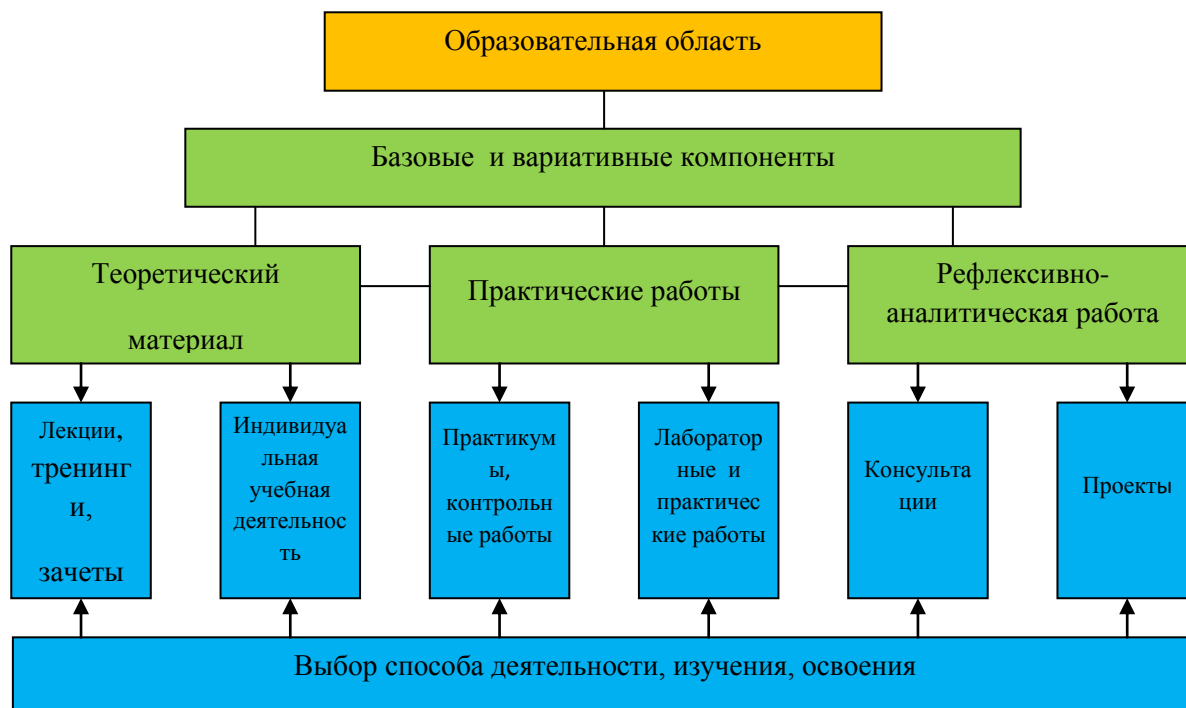 Образовательная область
Базовые и вариативные компоненты
Теоретический
материал
Практические работы
Рефлексивно-
аналитическая работа
Лекции,
тренинг
и,
зачеты
Индивидуа
льная
учебная
деятельнос
ть
Практикум
ы,
контрольн
ые работы
Лаборатор
ные и
практичес
кие работы
Консульта
ции
Проекты
Выбор способа деятельности, изучения, освоения